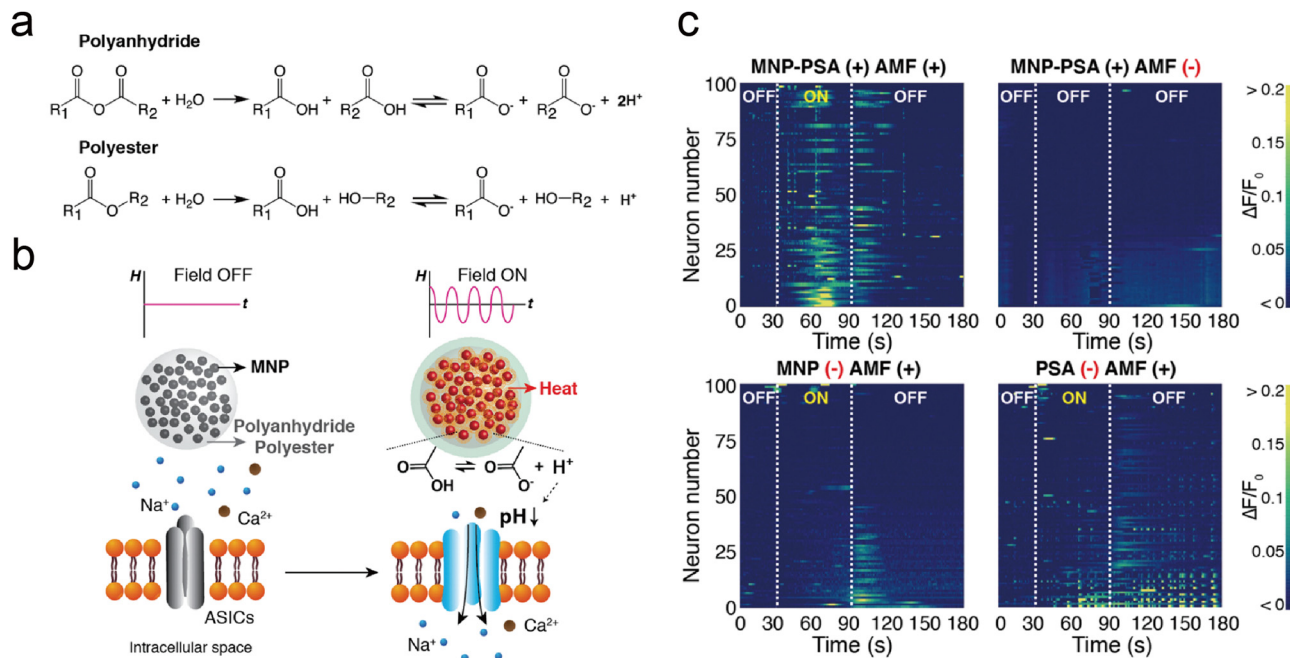 a
Polyanhydride
O O O O O O
R1 O R2 + H2O R1 OH + R2 OH R1 O- + R2 O- + 2H+
Polyester
O O O
R1 O R2 + H2O R1 OH + HO–R2 R1 O- + HO–R2 + H+
b
H Field OFF t
MNP
Polyanhydride
Polyester
Na+
Ca2+
ASICs
Intracellular space
H Field ON t
Heat
O OH O O- + H+
pH↓
Na+
Ca2+
c
MNP-PSA (+) AMF (+)
OFF ON OFF
Neuron number
100
75
50
25
0
0 30 60 90 120 150 180
Time (s)
MNP-PSA (+) AMF (-)
OFF OFF OFF
0 30 60 90 120 150 180
Time (s)
> 0.2
0.15
0.1
0.05
< 0
ΔF/F0
MNP (-) AMF (+)
OFF ON OFF
Neuron number
100
75
50
25
0
0 30 60 90 120 150 180
Time (s)
PSA (-) AMF (+)
OFF ON OFF
0 30 60 90 120 150 180
Time (s)
> 0.2
0.15
0.1
0.05
< 0
ΔF/F0